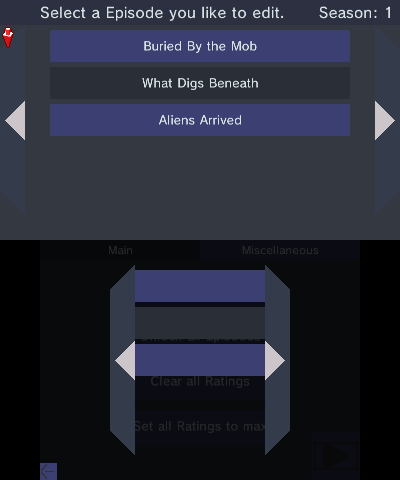 Select a Episode you like to edit.
Season: 1
Buried By the Mob
What Digs Beneath
Aliens Arrived
Main
Miscellaneous
Clear all Ratings
Set all Ratings to max